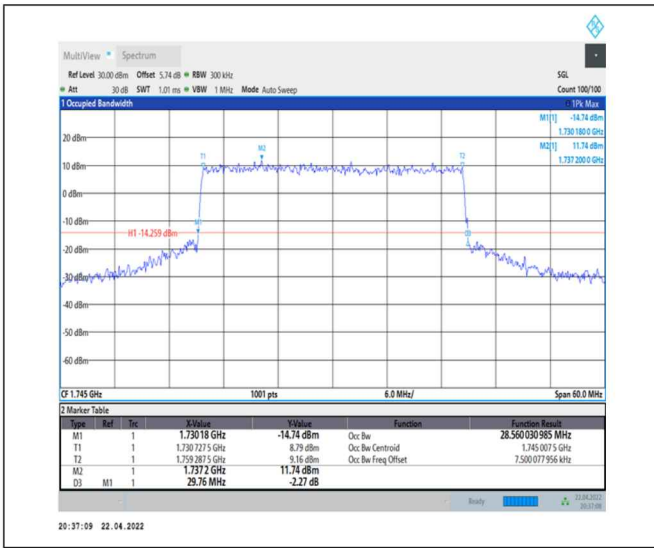 MultiView Spectrum
Ref Level 30.00 dBm Offset 5.74 dB RBW 300 kHz SGL
Att 30 dB SWT 1.01 ms VBW 1 MHz Mode Auto Sweep Count 100/100
1 Occupied Bandwidth 1Pk Max
M1[1] -14.74 dBm
1.730 180 0 GHz
M2[1] 11.74 dBm
1.737 200 0 GHz
20 dBm
T1 M2 T2
10 dBm
0 dBm
-10 dBm
M1
H1 -14.259 dBm
D3
-20 dBm
-30 dBm
-40 dBm
-50 dBm
-60 dBm
CF 1.745 GHz 1001 pts 6.0 MHz/ Span 60.0 MHz
2 Marker Table
Type Ref Trc X-Value Y-Value Function Function Result
M1 1 1.73018 GHz -14.74 dBm Occ Bw 28.560 030 985 MHz
T1 1 1.730 727 5 GHz 8.79 dBm Occ Bw Centroid 1.745 007 5 GHz
T2 1 1.759 287 5 GHz 9.16 dBm Occ Bw Freq Offset 7.500 077 956 kHz
M2 1 1.737 2 GHz 11.74 dBm
D3 M1 1 29.76 MHz -2.27 dB
Ready 22.04.2022
20:37:08
20:37:09 22.04.2022